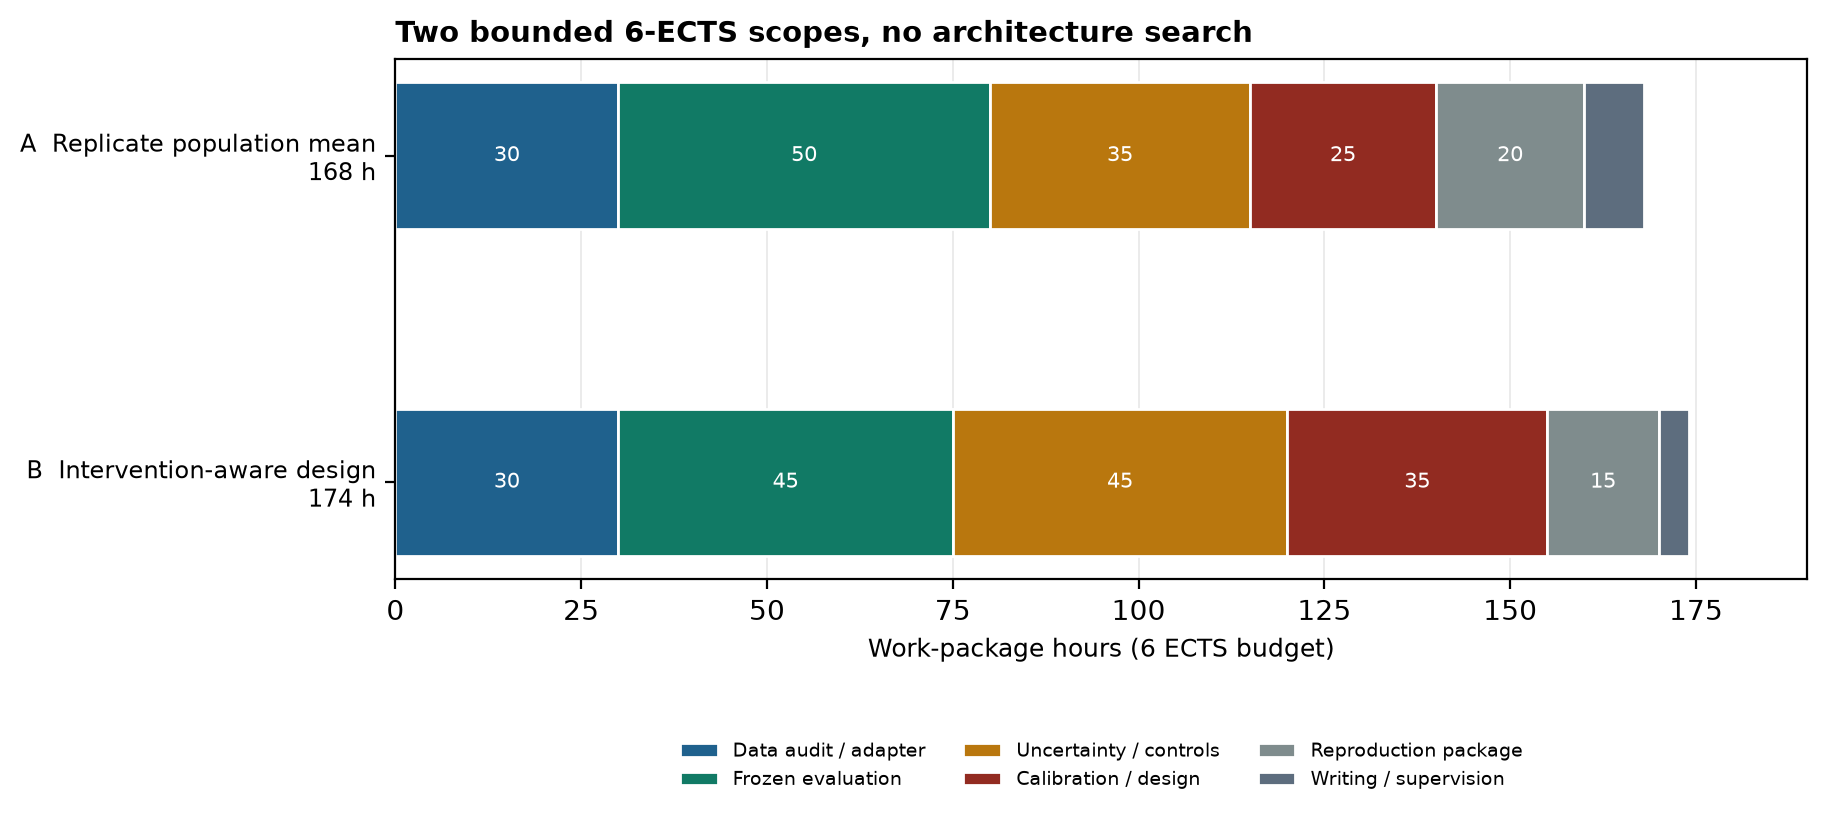 Two bounded 6-ECTS scopes, no architecture search
A  Replicate population mean
168 h
30
50
35
25
20
B  Intervention-aware design
174 h
30
45
45
35
15
0
25
50
75
100
125
150
175
Work-package hours (6 ECTS budget)
Data audit / adapter
Frozen evaluation
Uncertainty / controls
Calibration / design
Reproduction package
Writing / supervision